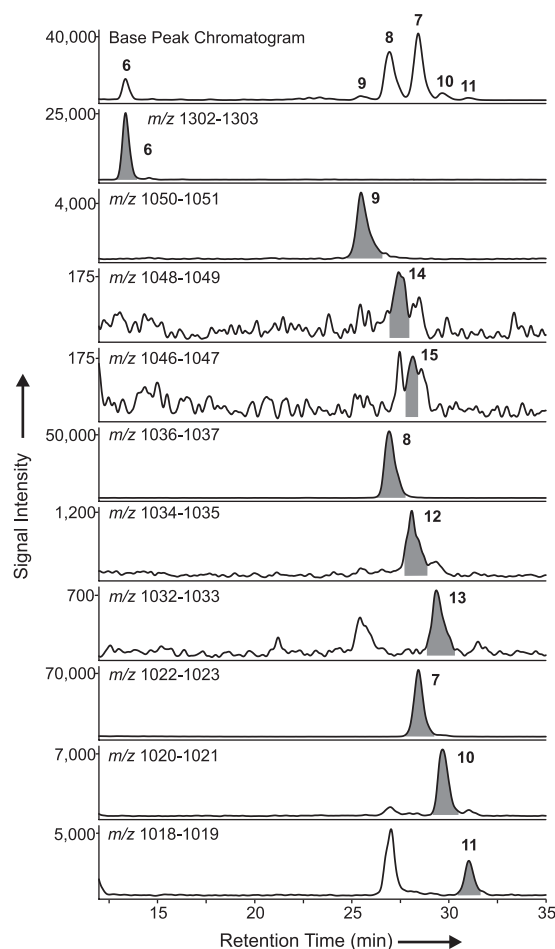 40,000
Base Peak Chromatogram
6
9
8
7
10
11
25,000
m/z 1302-1303
6
4,000
m/z 1050-1051
9
175
m/z 1048-1049
14
175
m/z 1046-1047
15
50,000
m/z 1036-1037
8
1,200
m/z 1034-1035
12
700
m/z 1032-1033
13
70,000
m/z 1022-1023
7
7,000
m/z 1020-1021
10
5,000
m/z 1018-1019
11
Signal Intensity
15 20 25 30 35
Retention Time (min)